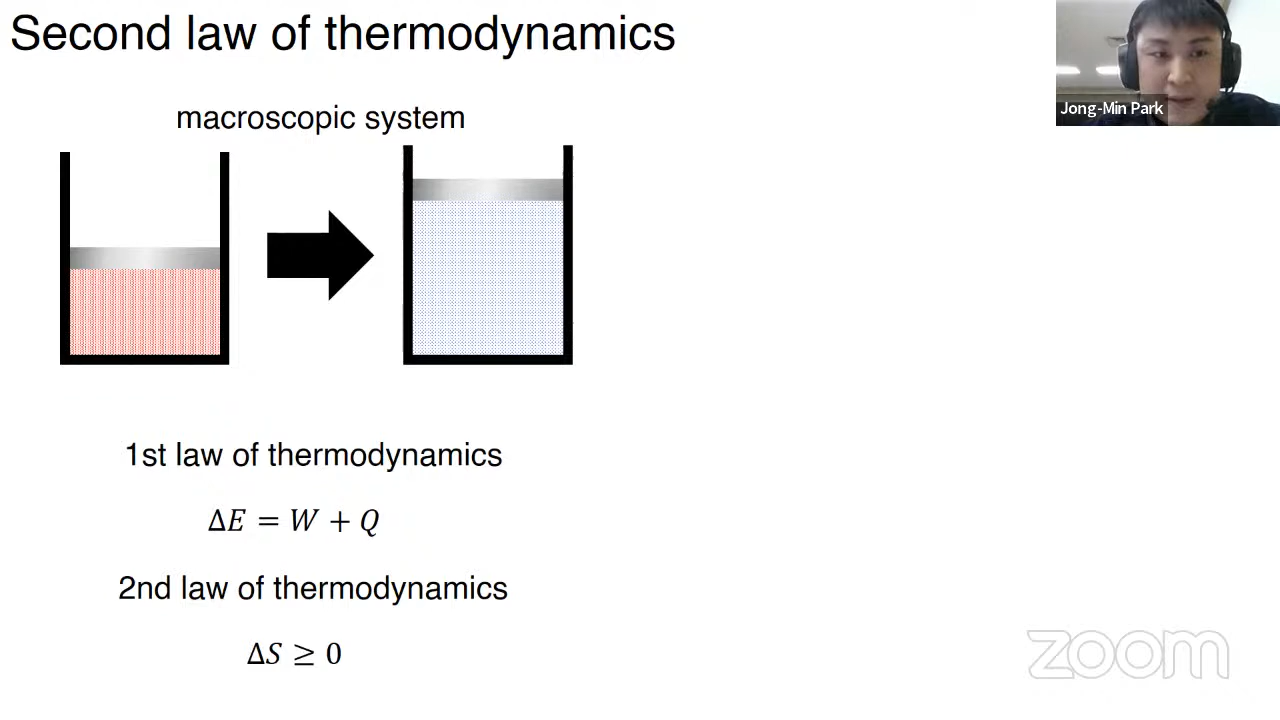 Second law of thermodynamics
Jong-Min Park
macroscopic system
1st law of thermodynamics
ΔE = W + Q
2nd law of thermodynamics
ΔS ≥ 0
zoom